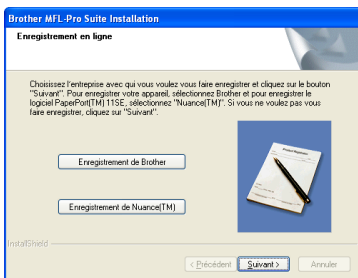 Brother MFL-Pro Suite Installation
Enregistrement en ligne
Choisissez l'entreprise avec qui vous voulez vous faire enregistrer et cliquez sur le bouton
"Suivant". Pour enregistrer votre appareil, sélectionnez Brother et pour enregistrer le
logiciel PaperPort(TM) 11SE, sélectionnez "Nuance(TM)". Si vous ne voulez pas vous
faire enregistrer, cliquez sur "Suivant".
Enregistrement de Brother
Enregistrement de Nuance(TM)
InstallShield
< Précédent
Suivant >
Annuler